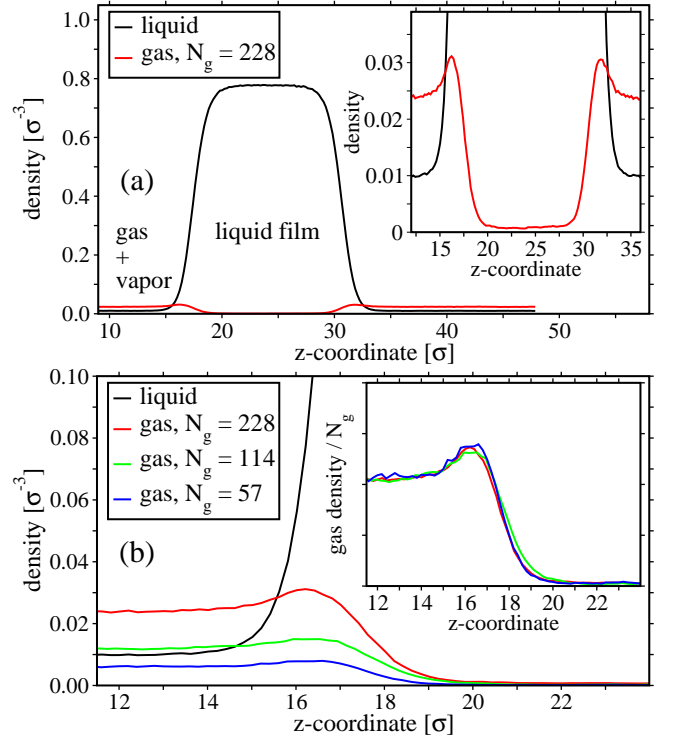 liquid
gas, N_g = 228
(a)
gas
+
vapor
liquid film
density [σ⁻³]
0.0
0.2
0.4
0.6
0.8
1.0
10
20
30
40
50
z-coordinate [σ]
density
0
0.01
0.02
0.03
15
20
25
30
35
z-coordinate
liquid
gas, N_g = 228
gas, N_g = 114
gas, N_g = 57
(b)
density [σ⁻³]
0.00
0.02
0.04
0.06
0.08
0.10
12
14
16
18
20
22
z-coordinate [σ]
gas density / N_g
12
14
16
18
20
22
z-coordinate